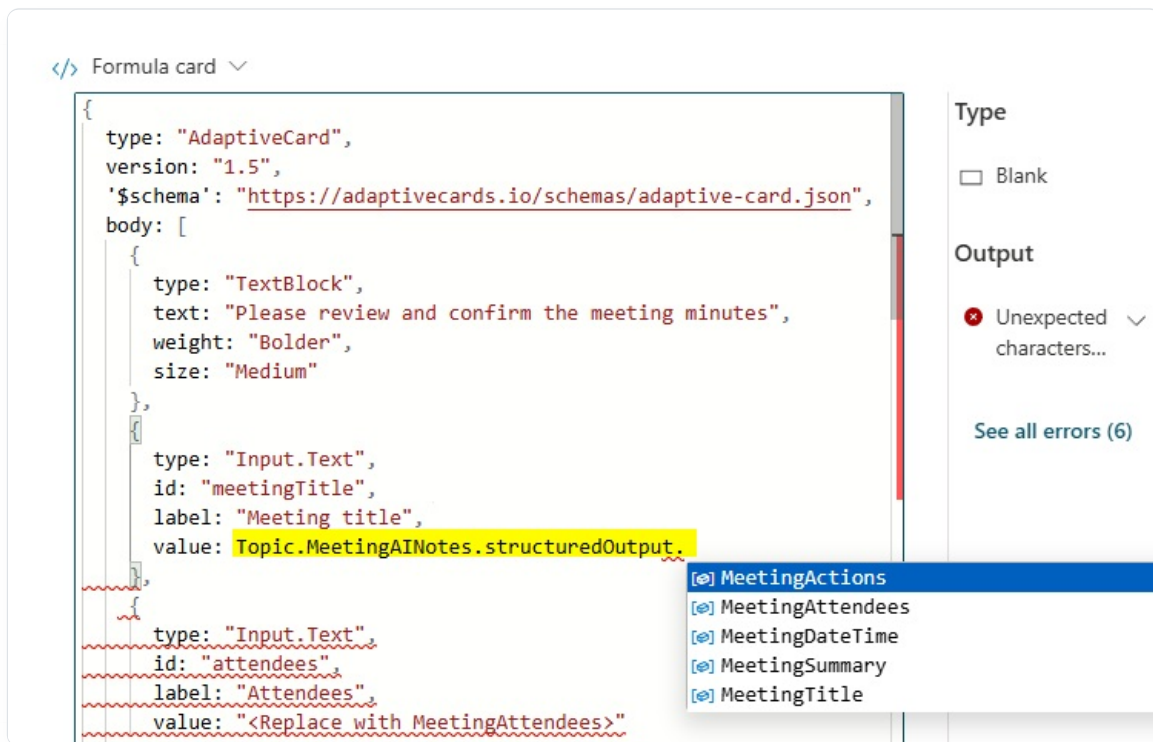 </> Formula card
{
type: "AdaptiveCard",
version: "1.5",
'$schema': "https://adaptivecards.io/schemas/adaptive-card.json",
body: [
{
type: "TextBlock",
text: "Please review and confirm the meeting minutes",
weight: "Bolder",
size: "Medium"
},
{
type: "Input.Text",
id: "meetingTitle",
label: "Meeting title",
value: Topic.MeetingAINotes.structuredOutput.
},
{
type: "Input.Text",
id: "attendees",
label: "Attendees",
value: "<Replace with MeetingAttendees>"
MeetingActions
MeetingAttendees
MeetingDateTime
MeetingSummary
MeetingTitle
Type
Blank
Output
Unexpected
characters...
See all errors (6)